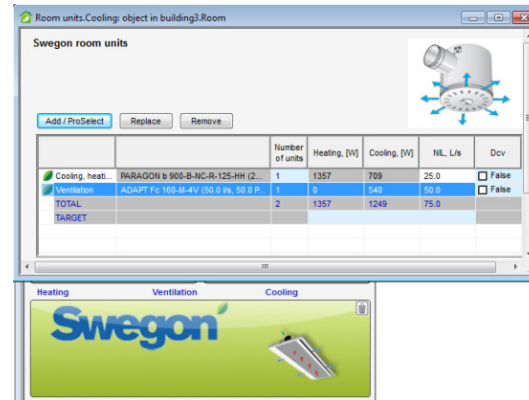 Room units.Cooling: object in building3.Room
Swegon room units
Add / ProSelect Replace Remove
Number of units Heating, [W] Cooling, [W] NIL, L/s Dcv
Cooling, heati... PARAGON b 900-B-NC-R-125-HH (2... 1 1357 709 25.0 False
Ventilation ADAPT Fc 160-M-4V (50.0 l/s, 50.0 P... 1 0 540 50.0 False
TOTAL 2 1357 1249 75.0
TARGET
Heating Ventilation Cooling
Swegon